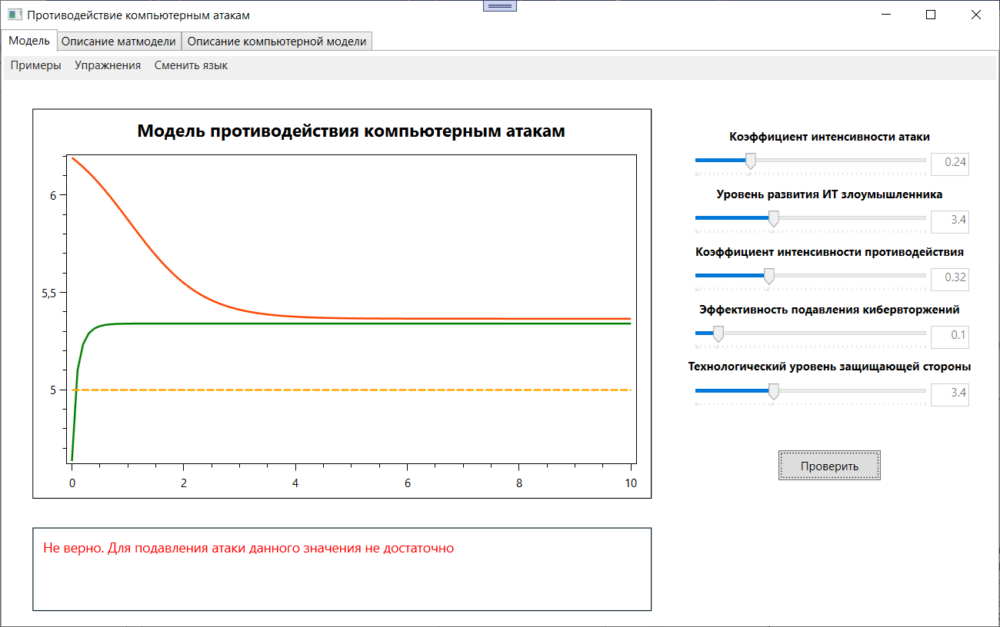 Противодействие компьютерным атакам
Модель Описание матмодели Описание компьютерной модели
Примеры Упражнения Сменить язык
Модель противодействия компьютерным атакам
6
5,5
5
0 2 4 6 8 10
Коэффициент интенсивности атаки
0.24
Уровень развития ИТ злоумышленника
3.4
Коэффициент интенсивности противодействия
0.32
Эффективность подавления кибервторжений
0.1
Технологический уровень защищающей стороны
3.4
Проверить
Не верно. Для подавления атаки данного значения не достаточно